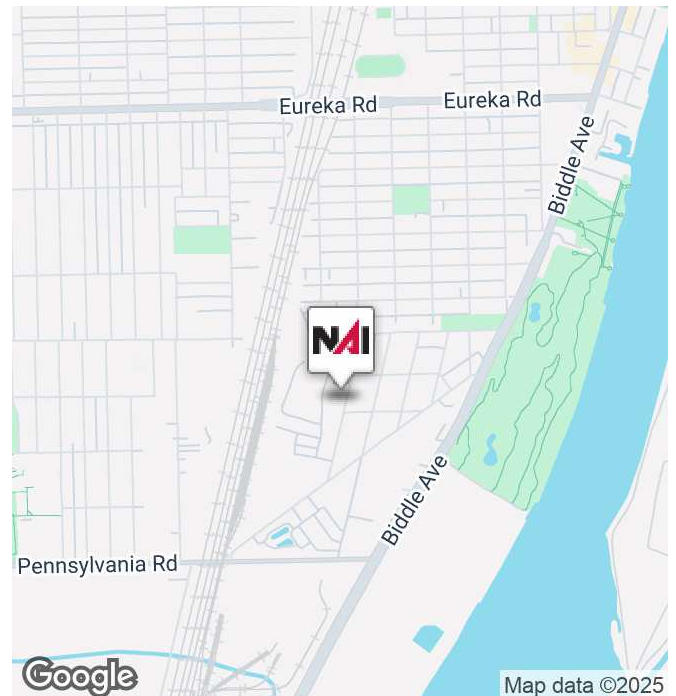 Eureka Rd
Eureka Rd
Biddle Ave
NAI
Biddle Ave
Pennsylvania Rd
Google
Map data ©2025